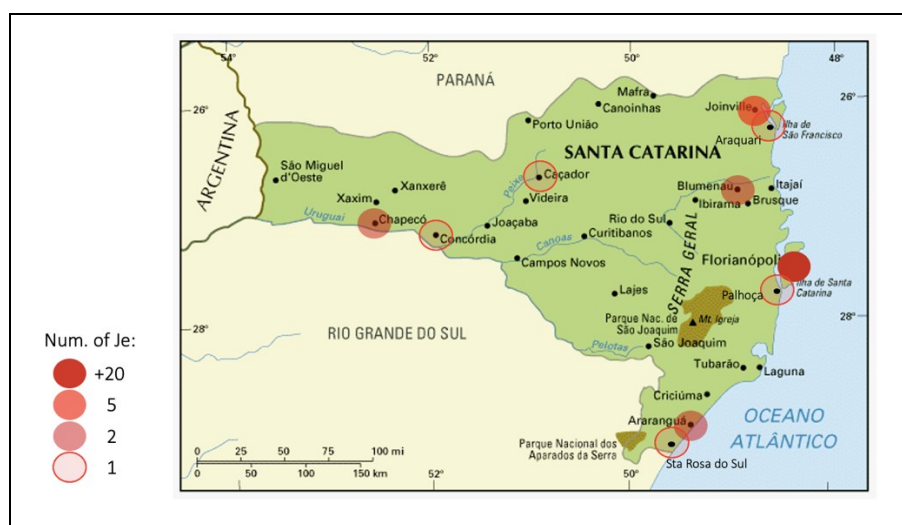 54°
52°
50°
48°
PARANÁ
26°
26°
Mafra
Canoinhas
Porto União
Joinville
Ilha de
São Francisco
Araquari
ARGENTINA
SANTA CATARINA
São Miguel
d'Oeste
Xaxim
Xanxerê
Peixe
Caçador
Videira
Blumenau
Itajaí
Ibirama
Brusque
Uruguai
Chapecó
Concórdia
Joaçaba
Rio do Sul
Canoas
Curitibanos
SERRA GERAL
Campos Novos
Florianópoli
Ilha de Santa
Catarina
Palhoça
Lajes
Parque Nac. de
São Joaquim
Mt. Igreja
28°
28°
RIO GRANDE DO SUL
Pelotas
São Joaquim
Tubarão
Laguna
Criciúma
Araranguá
OCEANO
ATLÂNTICO
Parque Nacional dos
Aparados da Serra
Sta Rosa do Sul
Num. of Je:
+20
5
2
1
0 25 50 75 100 mi
0 50 100 150 km
52°
50°